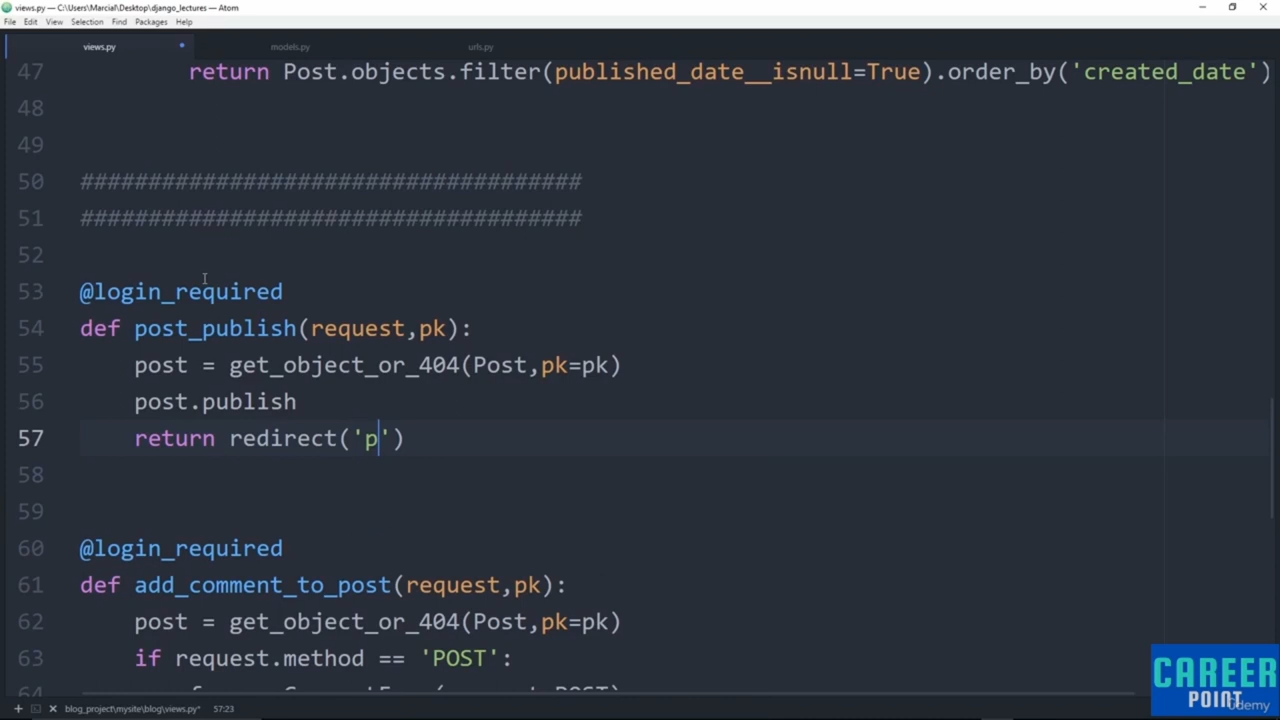 views.py — C:\Users\Marcial\Desktop\django_lectures — Atom
File Edit View Selection Find Packages Help
views.py models.py urls.py
47 return Post.objects.filter(published_date__isnull=True).order_by('created_date')
48
49
50 #####################################
51 #####################################
52
53 @login_required
54 def post_publish(request,pk):
55 post = get_object_or_404(Post,pk=pk)
56 post.publish
57 return redirect('p')
58
59
60 @login_required
61 def add_comment_to_post(request,pk):
62 post = get_object_or_404(Post,pk=pk)
63 if request.method == 'POST':
64
CAREER
POINT
udemy
+ blog_project\mysite\blog\views.py* 57:23